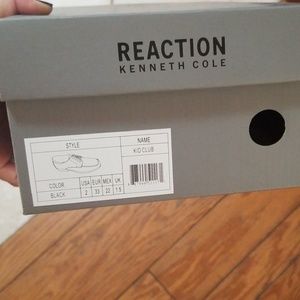 REACTION
KENNETH COLE
STYLE NAME
KID CLUB
COLOR USA EUR MEX UK
BLACK 2 33 22 1.5